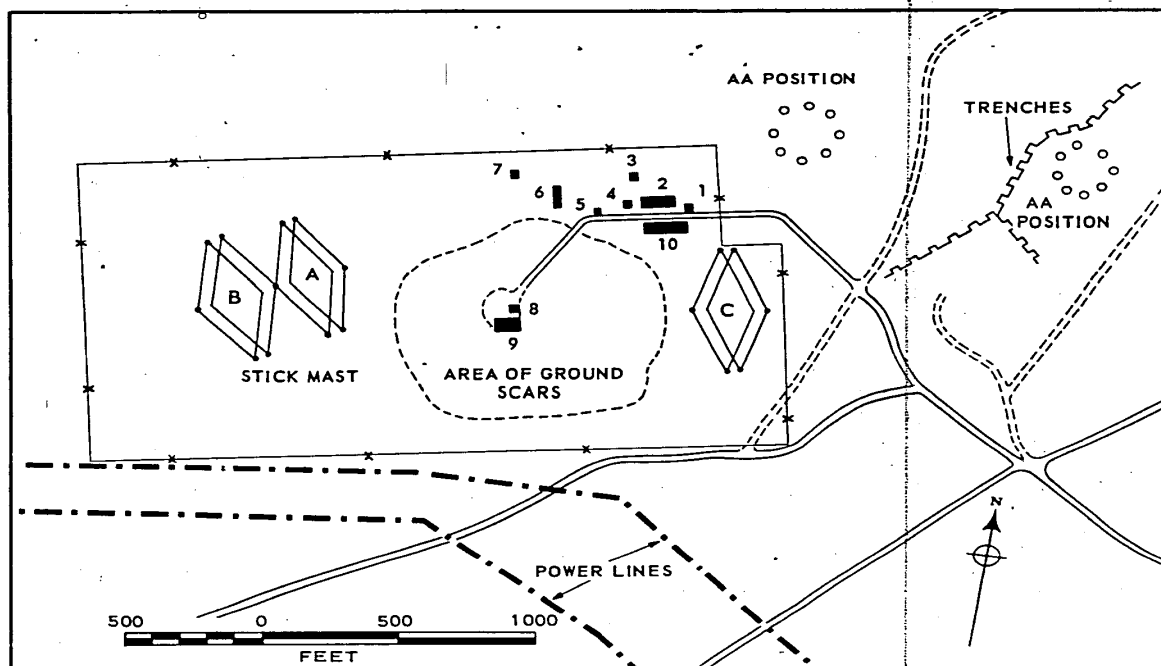 AA POSITION
TRENCHES
AA
POSITION
7
6
5
4
3
2
1
10
A
B
C
8
9
STICK MAST
AREA OF GROUND
SCARS
N
POWER LINES
500 0 500 1000
FEET